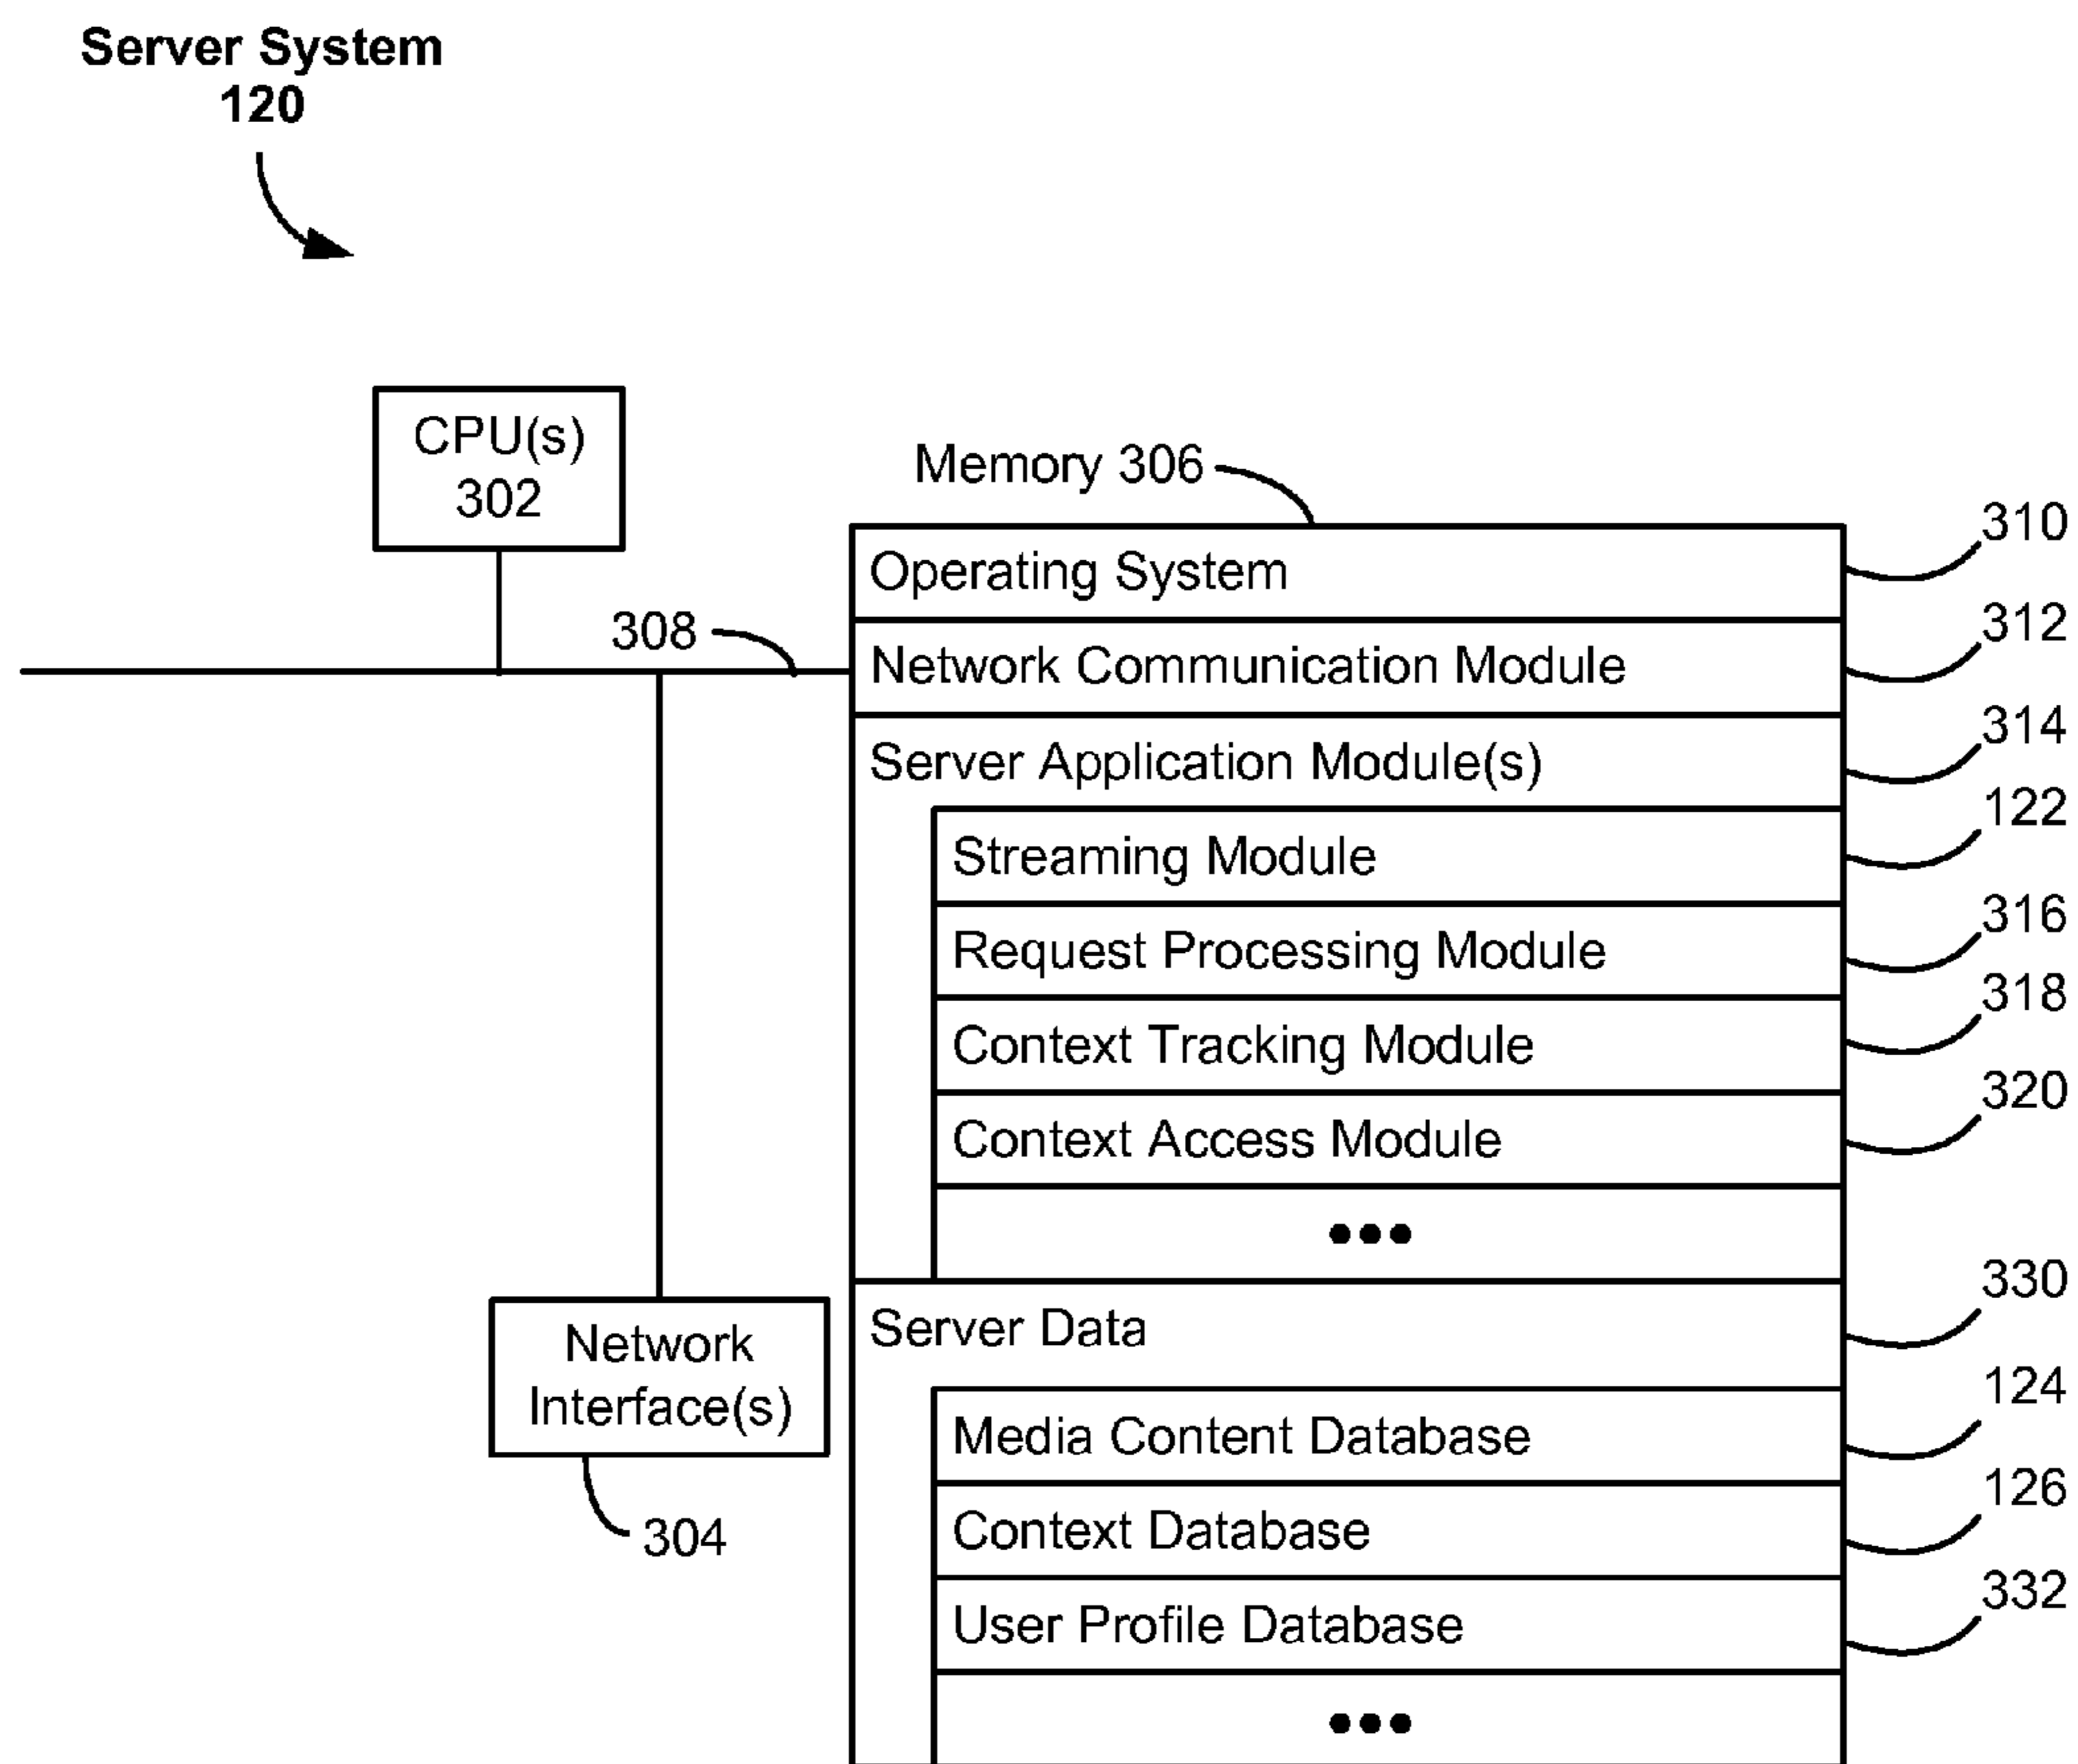 Server System
120
CPU(s)
302
Memory 306
308
Operating System
310
Network Communication Module
312
Server Application Module(s)
314
Streaming Module
122
Request Processing Module
316
Context Tracking Module
318
Context Access Module
320
•••
Server Data
330
Network
Interface(s)
304
Media Content Database
124
Context Database
126
User Profile Database
332
•••